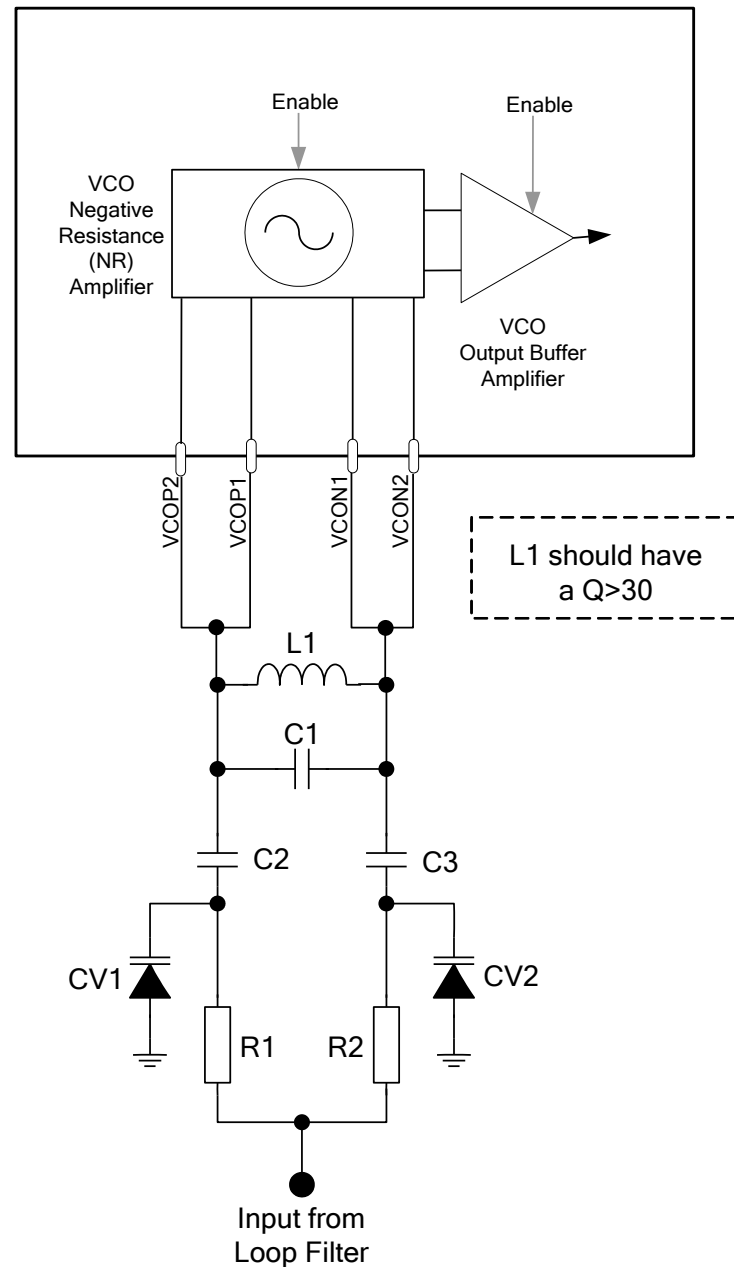 Enable
Enable
VCO
Negative
Resistance
(NR)
Amplifier
VCO
Output Buffer
Amplifier
VCOP2
VCOP1
VCON1
VCON2
L1 should have
a Q>30
L1
C1
C2
C3
CV1
CV2
R1
R2
Input from
Loop Filter